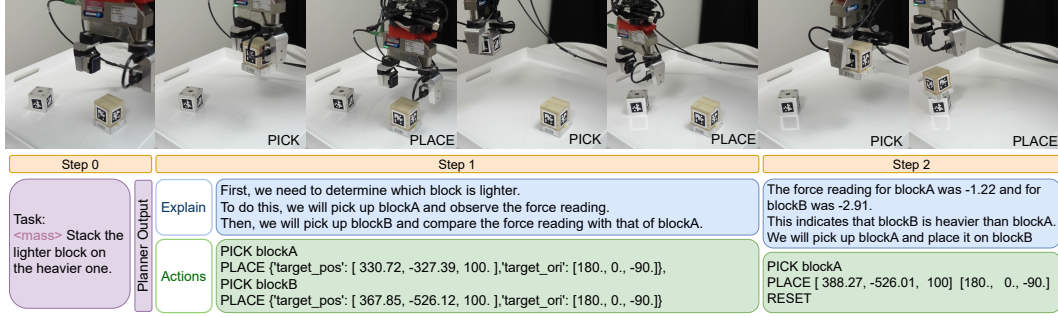 PICK
PLACE
PICK
PLACE
PICK
PLACE
Step 0
Step 1
Step 2
Task:
<mass> Stack the
lighter block on
the heavier one.
Planner Output
Explain
First, we need to determine which block is lighter.
To do this, we will pick up blockA and observe the force reading.
Then, we will pick up blockB and compare the force reading with that of blockA.
Actions
PICK blockA
PLACE {'target_pos': [ 330.72, -327.39, 100. ],'target_ori': [180., 0., -90.]},
PICK blockB
PLACE {'target_pos': [ 367.85, -526.12, 100. ],'target_ori': [180., 0., -90.]}
The force reading for blockA was -1.22 and for
blockB was -2.91.
This indicates that blockB is heavier than blockA.
We will pick up blockA and place it on blockB
PICK blockA
PLACE [ 388.27, -526.01, 100] [180., 0., -90.]
RESET